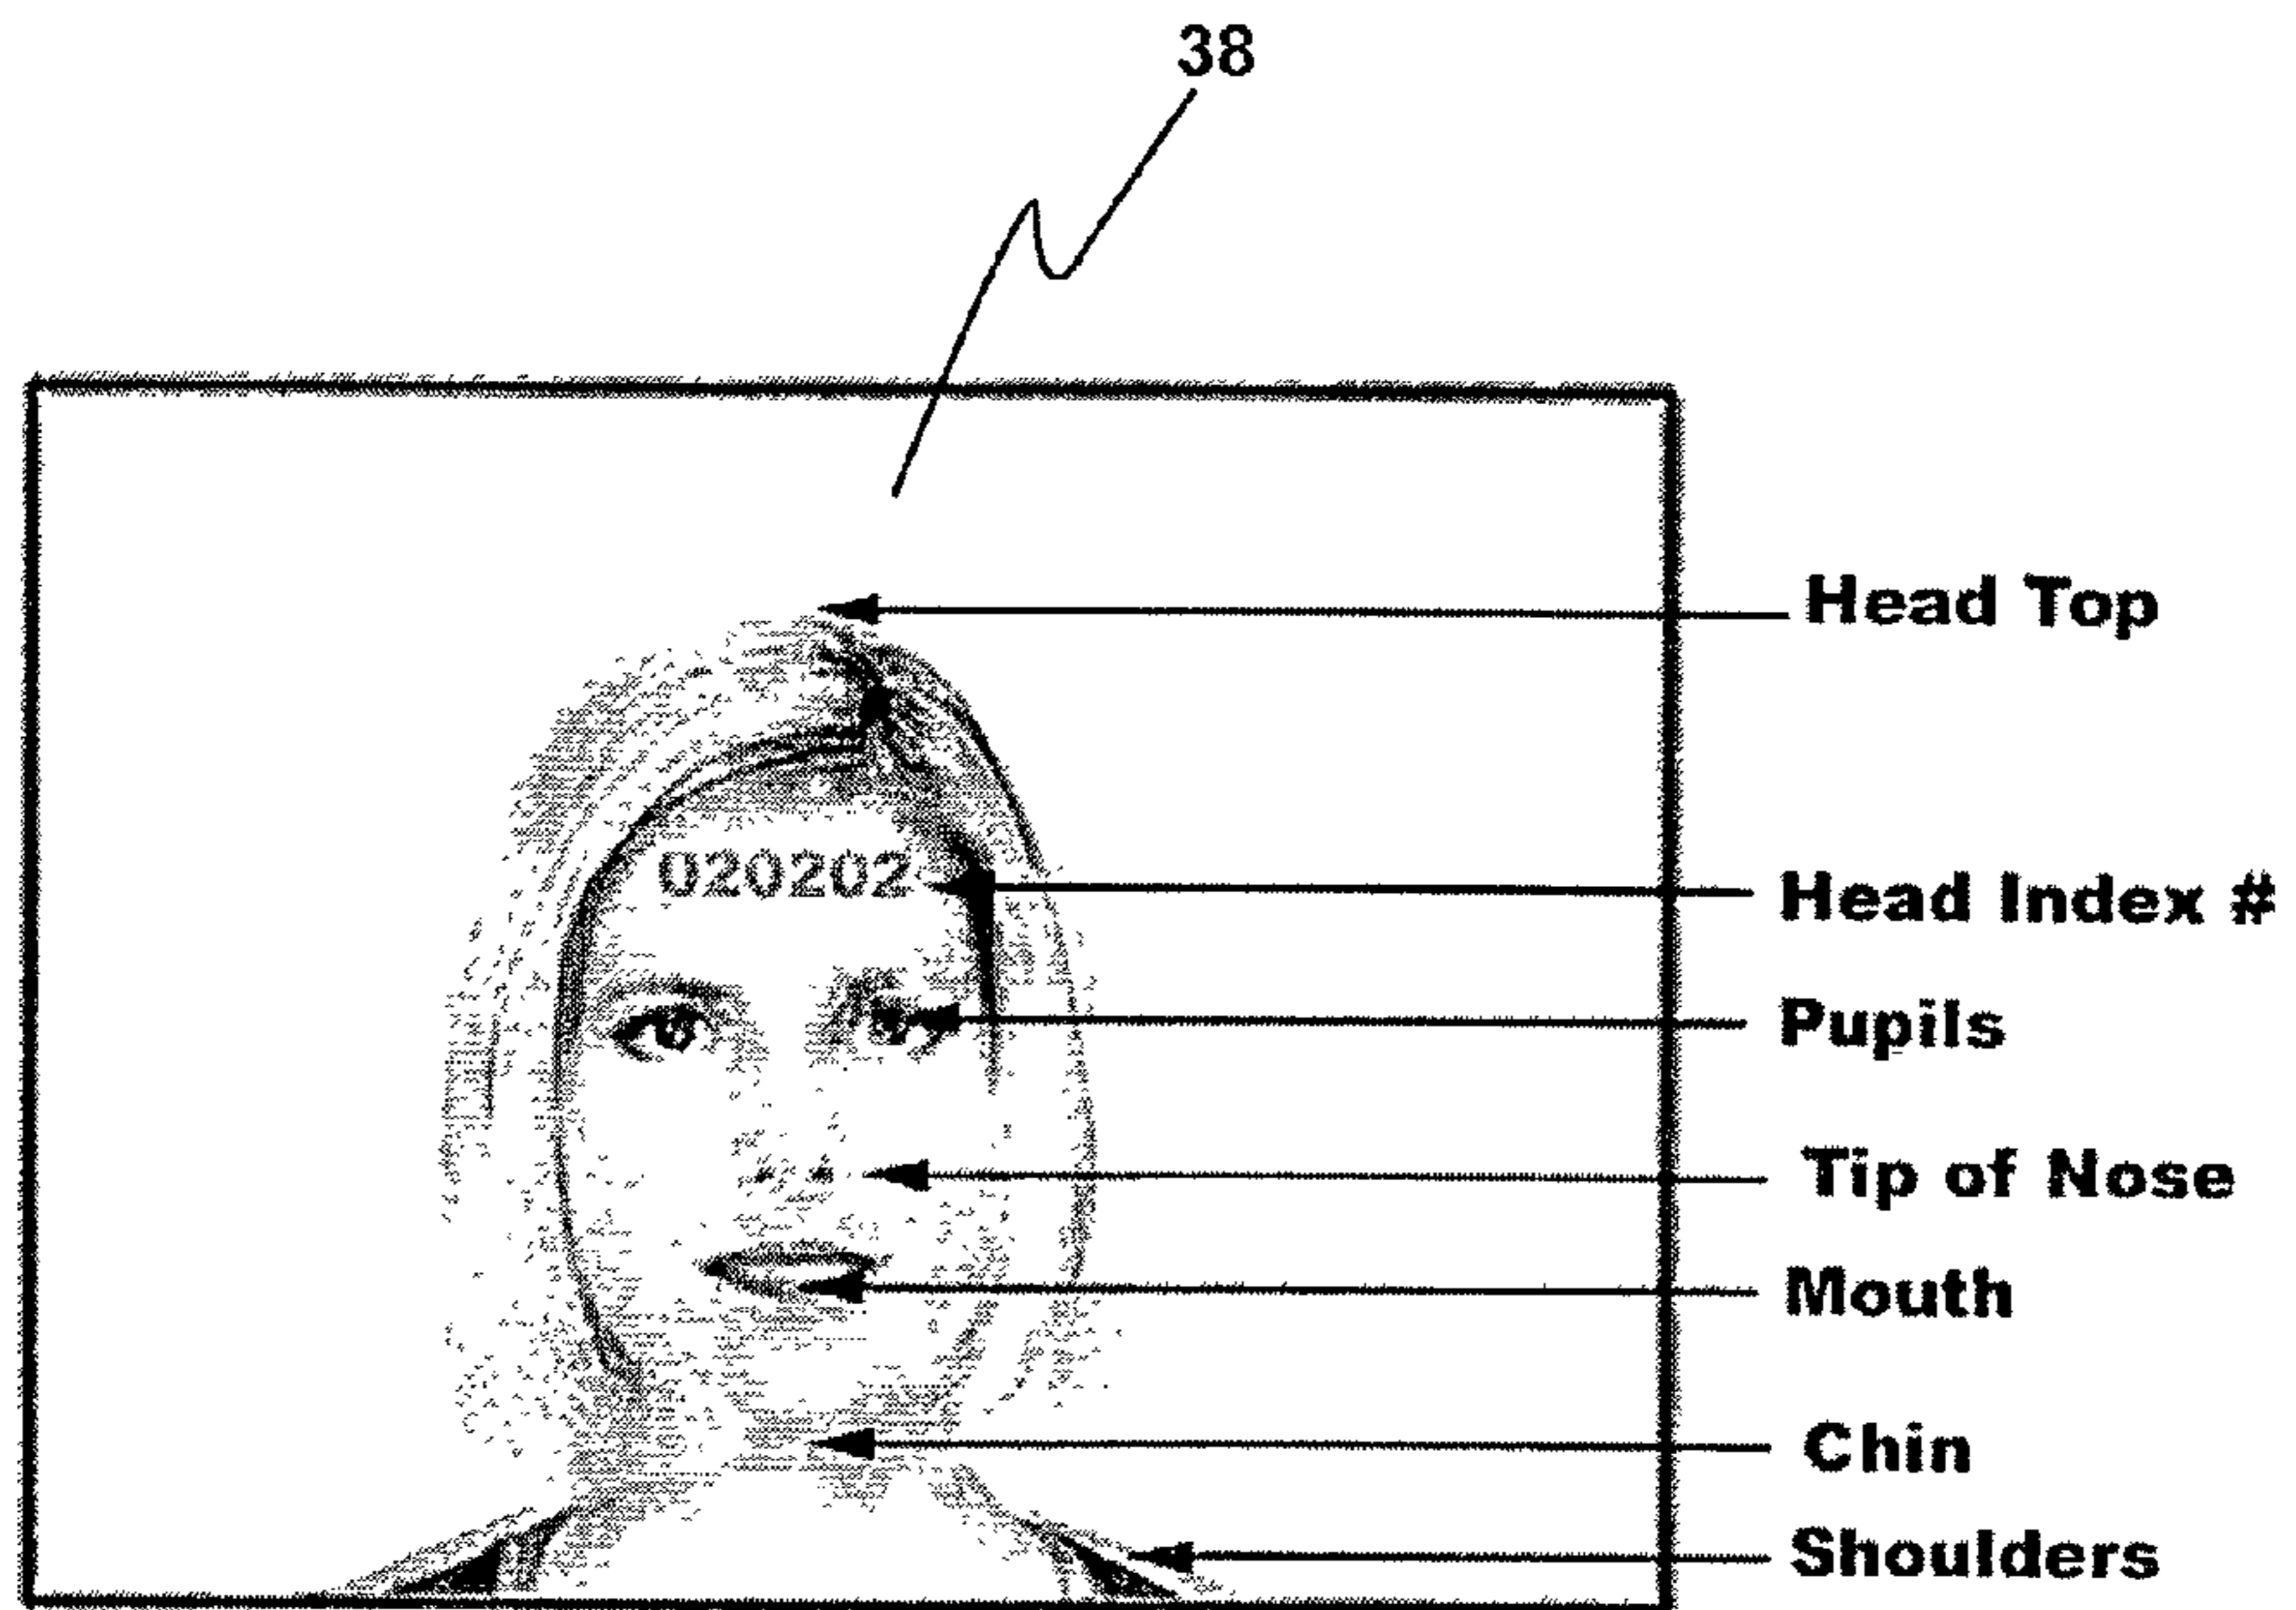 38
Head Top
020202
Head Index #
Pupils
Tip of Nose
Mouth
Chin
Shoulders